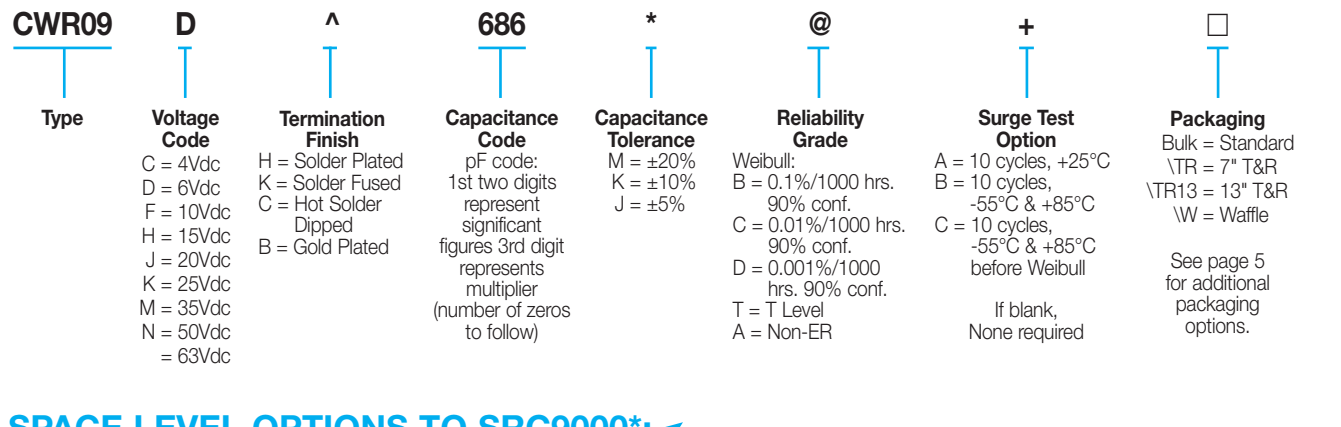 CWR09 D ^ 686 * @ + □
Type
Voltage
Code
C = 4Vdc
D = 6Vdc
F = 10Vdc
H = 15Vdc
J = 20Vdc
K = 25Vdc
M = 35Vdc
N = 50Vdc
= 63Vdc
Termination
Finish
H = Solder Plated
K = Solder Fused
C = Hot Solder
Dipped
B = Gold Plated
Capacitance
Code
pF code:
1st two digits
represent
significant
figures 3rd digit
represents
multiplier
(number of zeros
to follow)
Capacitance
Tolerance
M = ±20%
K = ±10%
J = ±5%
Reliability
Grade
Weibull:
B = 0.1%/1000 hrs.
90% conf.
C = 0.01%/1000 hrs.
90% conf.
D = 0.001%/1000
hrs. 90% conf.
T = T Level
A = Non-ER
Surge Test
Option
A = 10 cycles, +25°C
B = 10 cycles,
-55°C & +85°C
C = 10 cycles,
-55°C & +85°C
before Weibull
If blank,
None required
Packaging
Bulk = Standard
\TR = 7" T&R
\TR13 = 13" T&R
\W = Waffle
See page 5
for additional
packaging
options.
SPACE LEVEL OPTIONS TO SRC9000*: